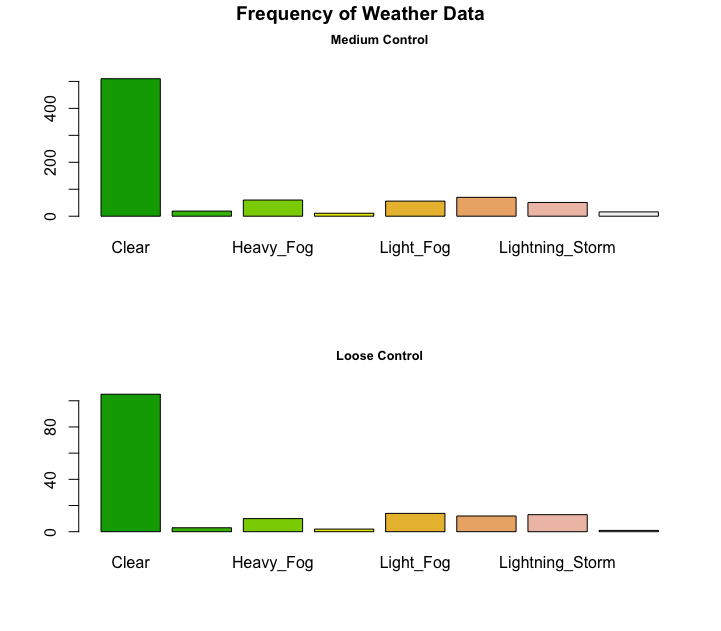 Frequency of Weather Data
Medium Control
400
200
0
Clear Heavy_Fog Light_Fog Lightning_Storm
Loose Control
80
40
0
Clear Heavy_Fog Light_Fog Lightning_Storm